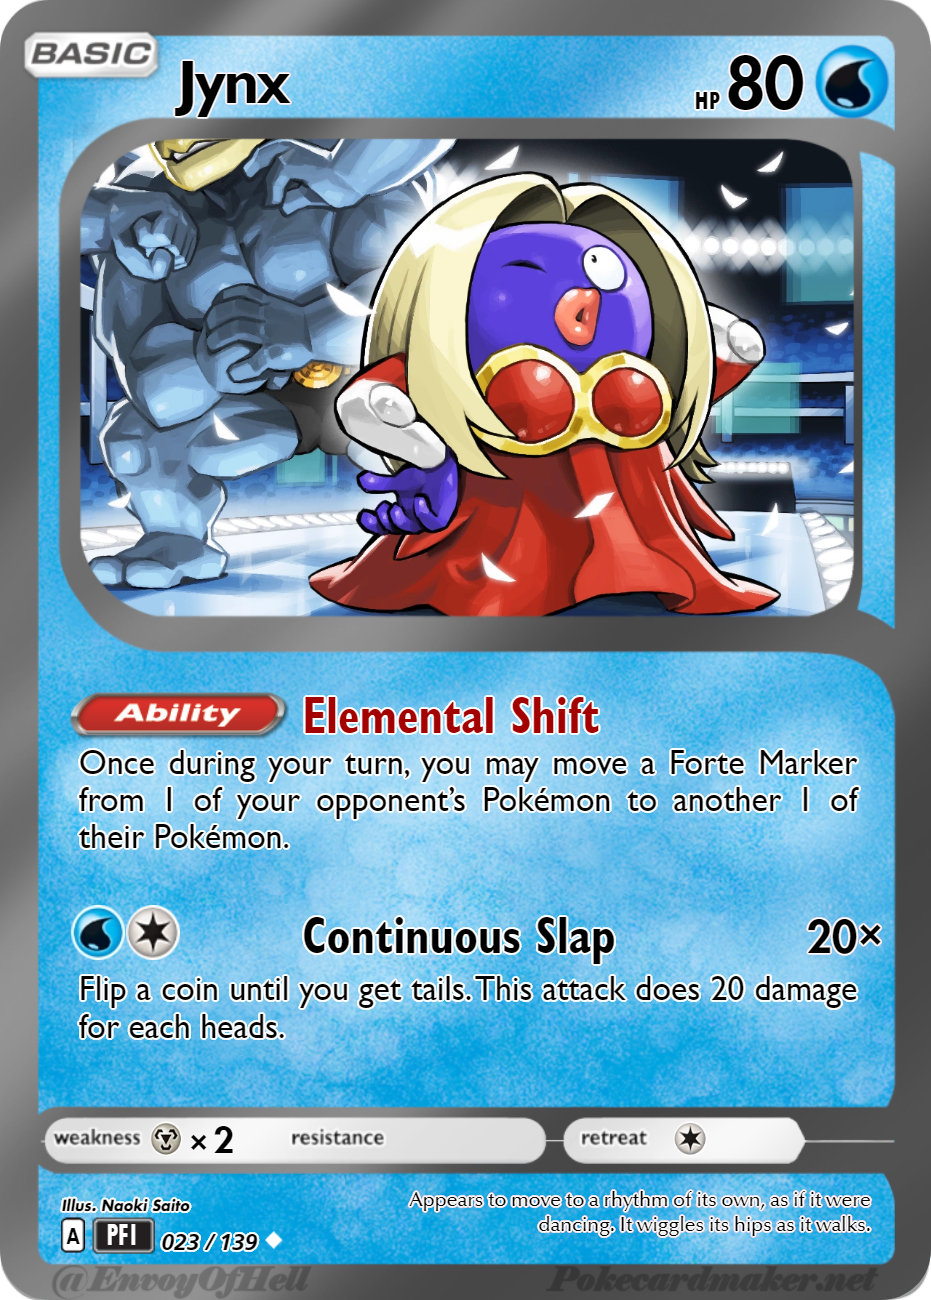 BASIC
Jynx
HP 80
Ability Elemental Shift
Once during your turn, you may move a Forte Marker
from 1 of your opponent's Pokémon to another 1 of
their Pokémon.
Continuous Slap 20×
Flip a coin until you get tails. This attack does 20 damage
for each heads.
weakness × 2 resistance retreat
Illus. Naoki Saito
Appears to move to a rhythm of its own, as if it were
dancing. It wiggles its hips as it walks.
A PFI 023 / 139
@EnvoyOfHell Pokecardmaker.net